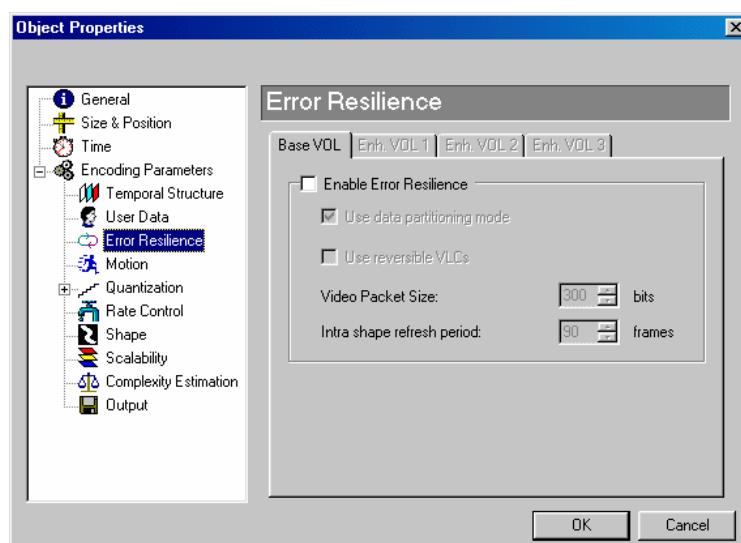 Object Properties
General
Size & Position
Time
Encoding Parameters
Temporal Structure
User Data
Error Resilience
Motion
Quantization
Rate Control
Shape
Scalability
Complexity Estimation
Output
Error Resilience
Base VOL Enh. VOL 1 Enh. VOL 2 Enh. VOL 3
Enable Error Resilience
Use data partitioning mode
Use reversible VLCs
Video Packet Size: 300 bits
Intra shape refresh period: 90 frames
OK Cancel